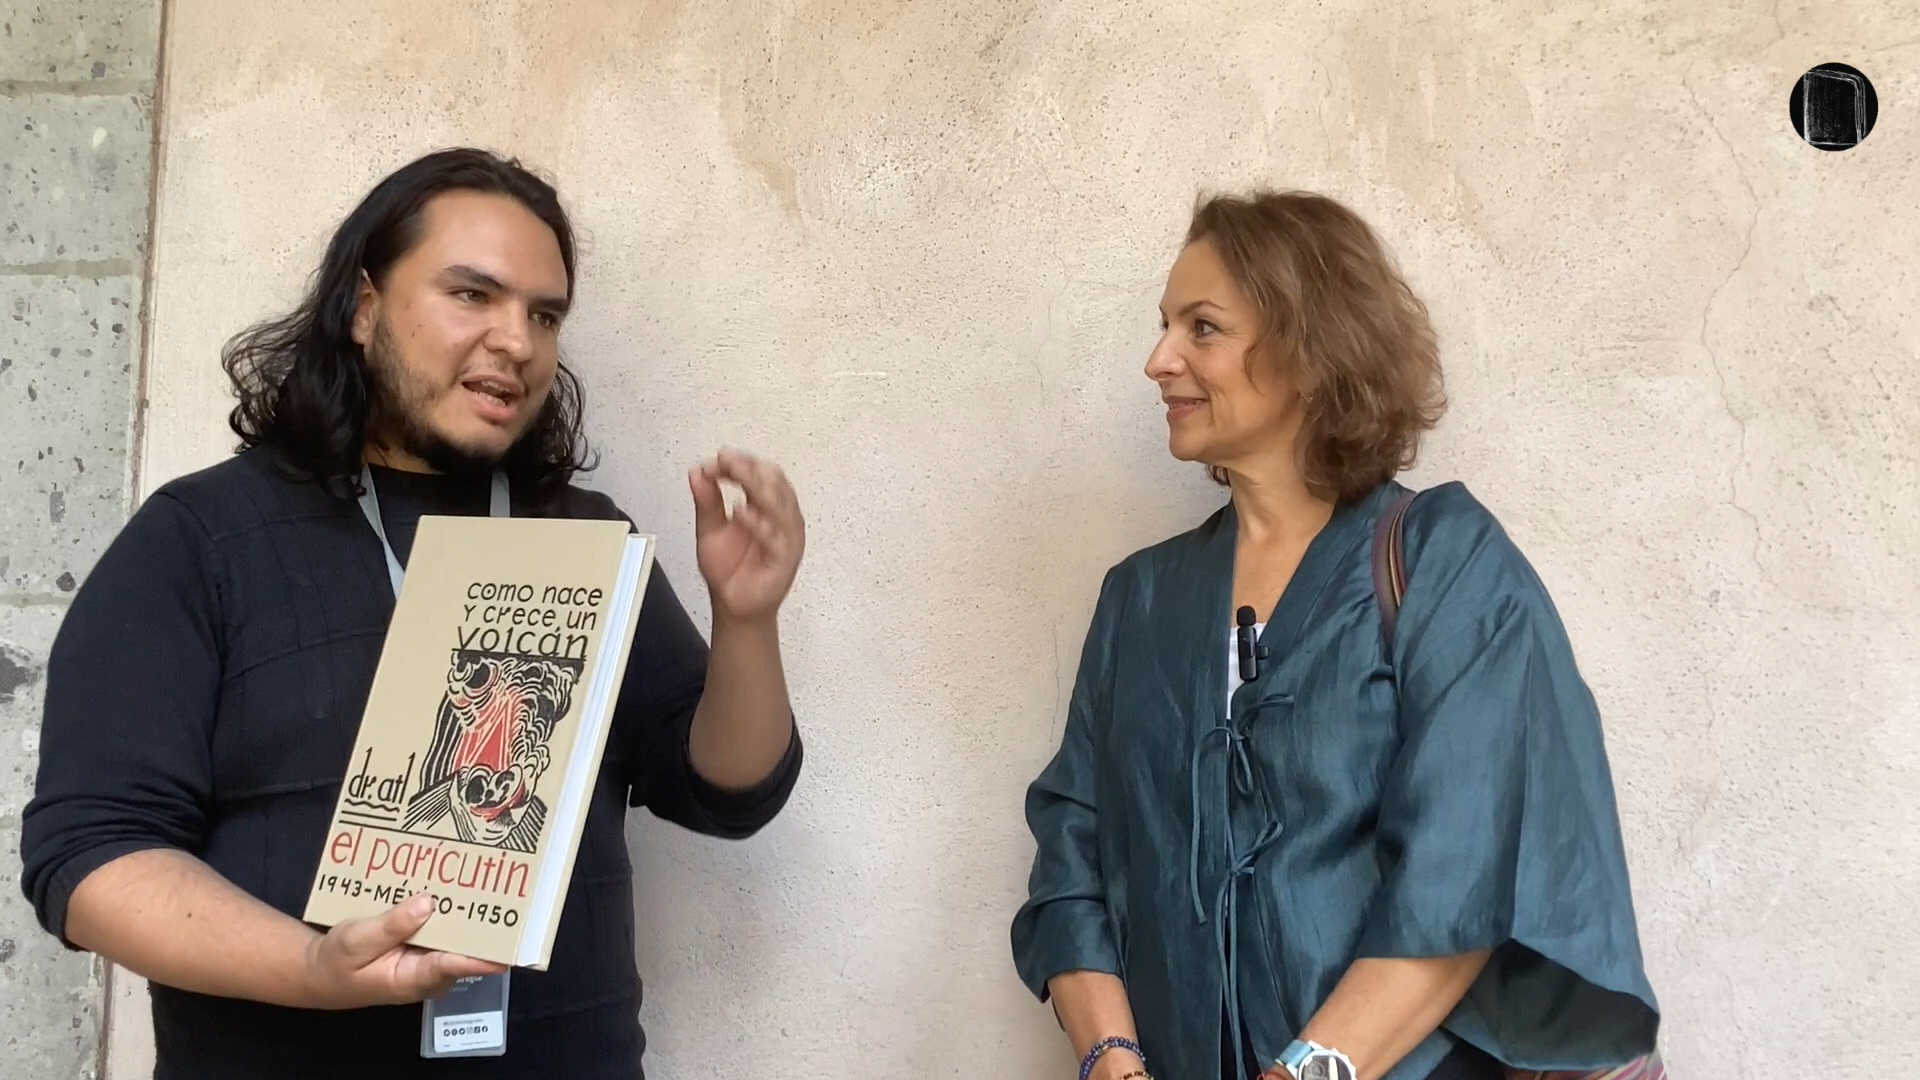 como nace
y crece un
volcán
dr atl
el parícutin
1943-México-1950